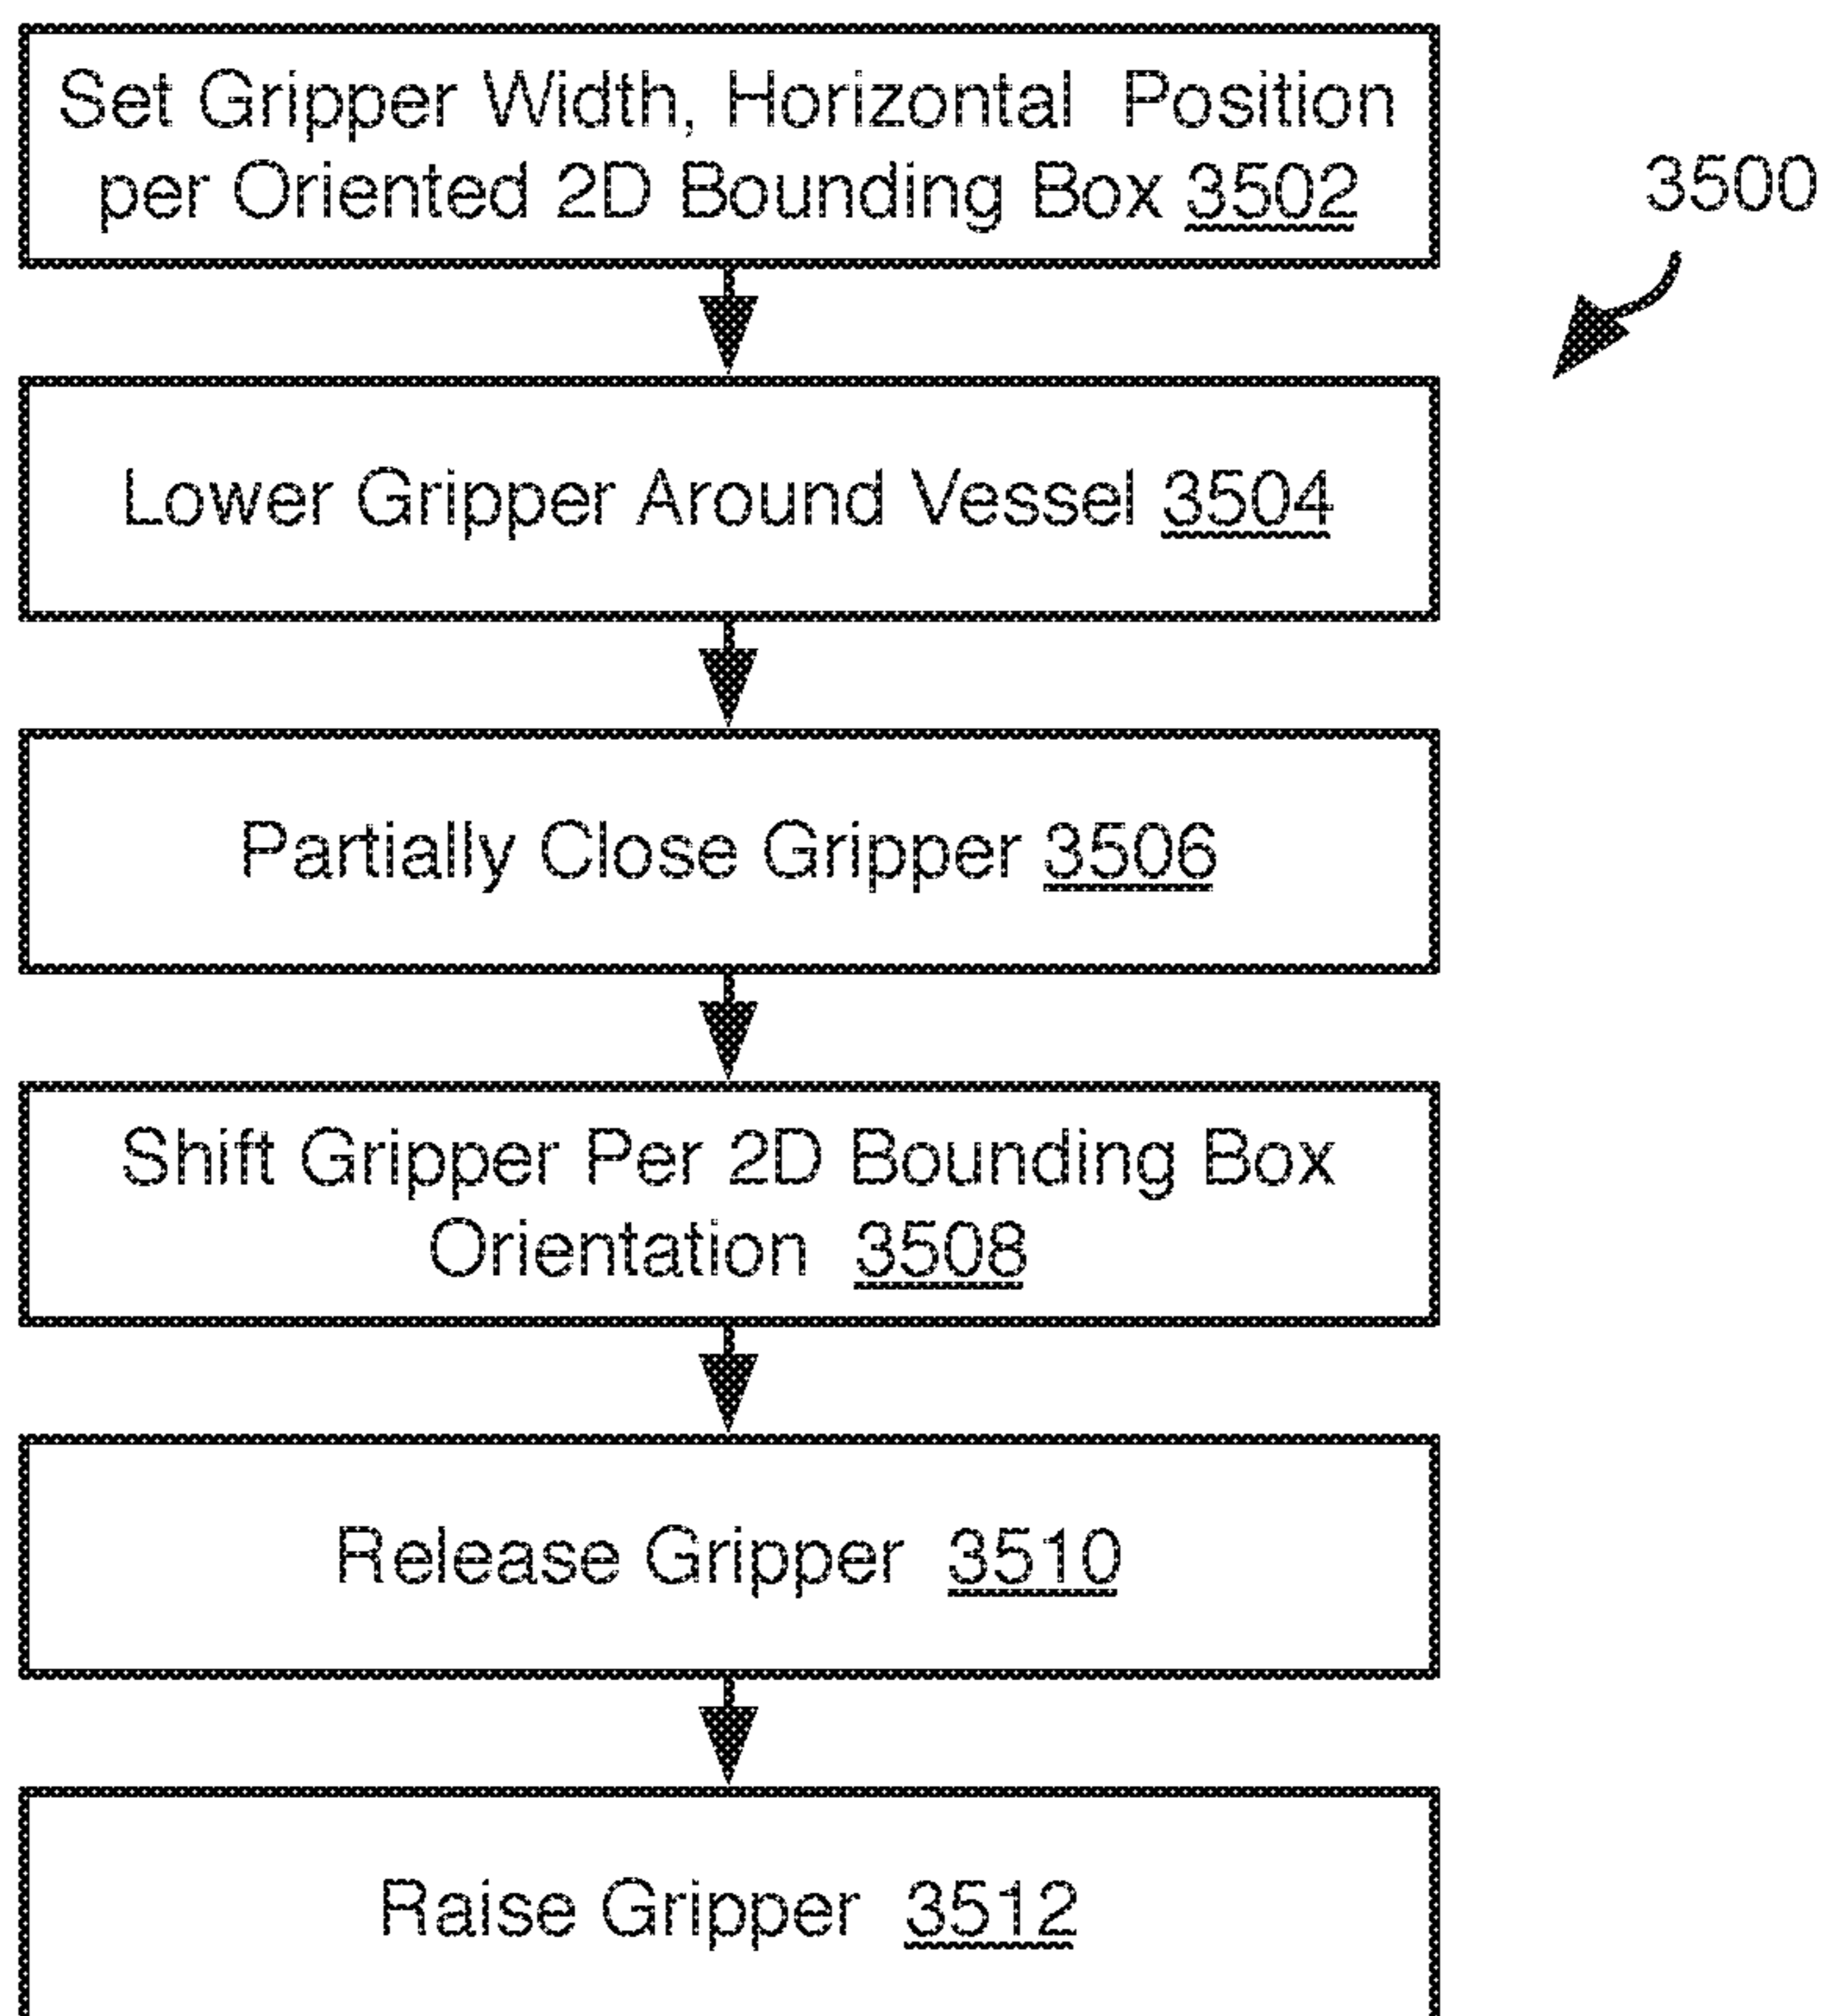 Set Gripper Width, Horizontal Position
per Oriented 2D Bounding Box 3502
3500
Lower Gripper Around Vessel 3504
Partially Close Gripper 3506
Shift Gripper Per 2D Bounding Box
Orientation 3508
Release Gripper 3510
Raise Gripper 3512